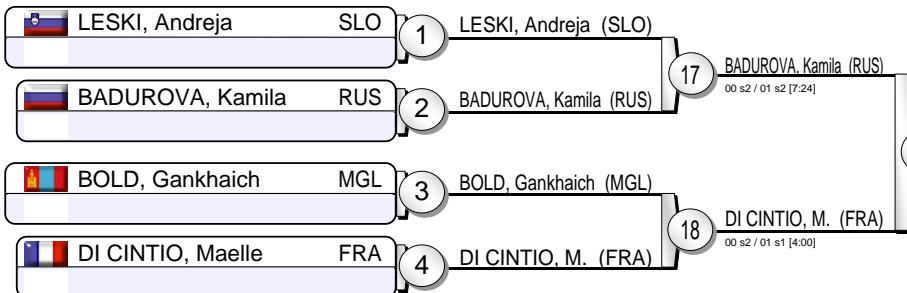 LESKI, Andreja SLO
1
LESKI, Andreja (SLO)
17
BADUROVA, Kamila (RUS)
00 s2 / 01 s2 [7:24]
BADUROVA, Kamila RUS
2
BADUROVA, Kamila (RUS)
BOLD, Gankhaich MGL
3
BOLD, Gankhaich (MGL)
18
DI CINTIO, M. (FRA)
00 s2 / 01 s1 [4:00]
DI CINTIO, Maelle FRA
4
DI CINTIO, M. (FRA)